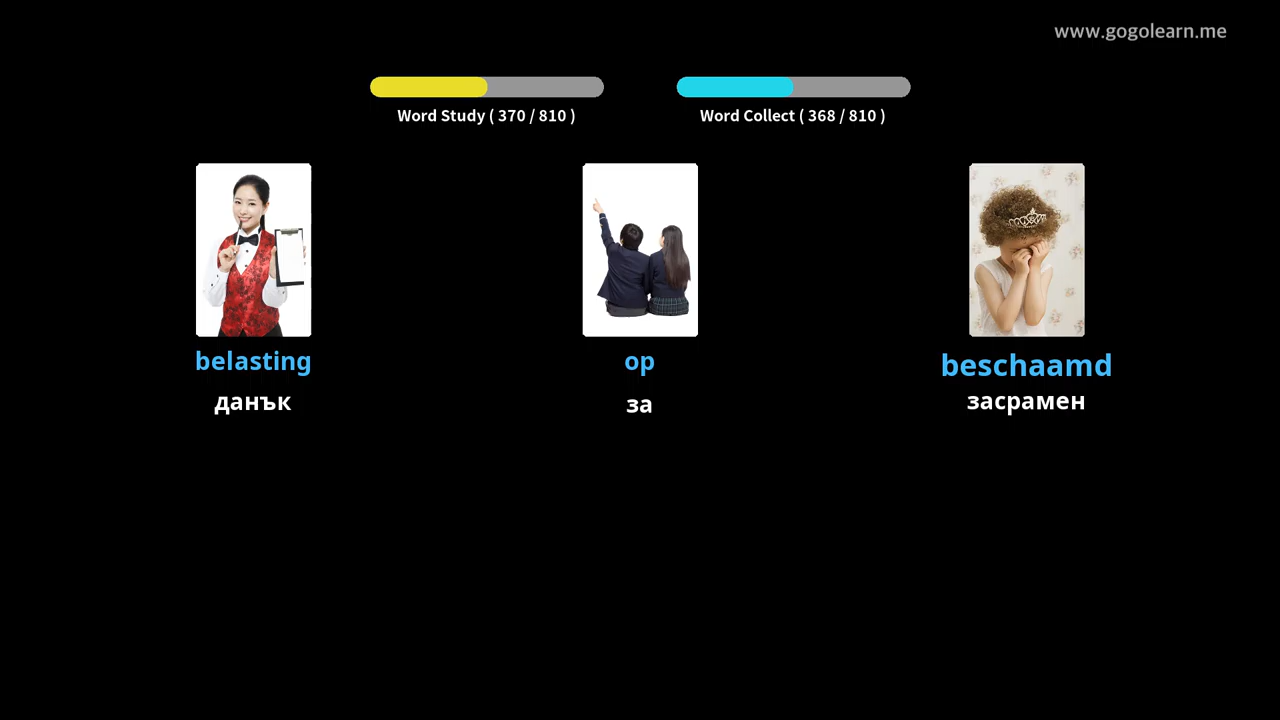 www.gogolearn.me
Word Study ( 370 / 810 )
Word Collect ( 368 / 810 )
belasting
данък
op
за
beschaamd
засрамен